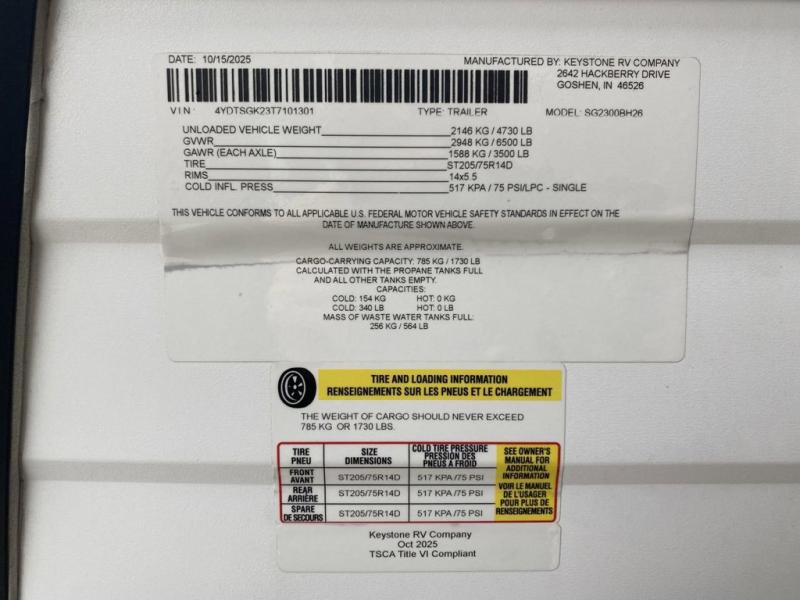 DATE: 10/15/2025
MANUFACTURED BY: KEYSTONE RV COMPANY
2642 HACKBERRY DRIVE
GOSHEN, IN 46526
VIN: 4YDTSGK23T7101301 TYPE: TRAILER MODEL: SG2300BH26
UNLOADED VEHICLE WEIGHT 2146 KG / 4730 LB
GVWR 2948 KG / 6500 LB
GAWR (EACH AXLE) 1588 KG / 3500 LB
TIRE ST205/75R14D
RIMS 14x5.5
COLD INFL. PRESS 517 KPA / 75 PSI/LPC - SINGLE
THIS VEHICLE CONFORMS TO ALL APPLICABLE U.S. FEDERAL MOTOR VEHICLE SAFETY STANDARDS IN EFFECT ON THE
DATE OF MANUFACTURE SHOWN ABOVE.
ALL WEIGHTS ARE APPROXIMATE.
CARGO-CARRYING CAPACITY: 785 KG / 1730 LB
CALCULATED WITH THE PROPANE TANKS FULL
AND ALL OTHER TANKS EMPTY.
CAPACITIES:
COLD: 154 KG HOT: 0 KG
COLD: 340 LB HOT: 0 LB
MASS OF WASTE WATER TANKS FULL:
256 KG / 564 LB
TIRE AND LOADING INFORMATION
RENSEIGNEMENTS SUR LES PNEUS ET LE CHARGEMENT
THE WEIGHT OF CARGO SHOULD NEVER EXCEED
785 KG OR 1730 LBS.
TIRE
PNEU
SIZE
DIMENSIONS
COLD TIRE PRESSURE
PRESSION DES
PNEUS A FROID
SEE OWNER'S
MANUAL FOR
ADDITIONAL
INFORMATION
VOIR LE MANUEL
DE L'USAGER
POUR PLUS DE
RENSEIGNEMENTS
FRONT
AVANT
ST205/75R14D 517 KPA /75 PSI
REAR
ARRIÈRE
ST205/75R14D 517 KPA /75 PSI
SPARE
DE SECOURS
ST205/75R14D 517 KPA /75 PSI
Keystone RV Company
Oct 2025
TSCA Title VI Compliant